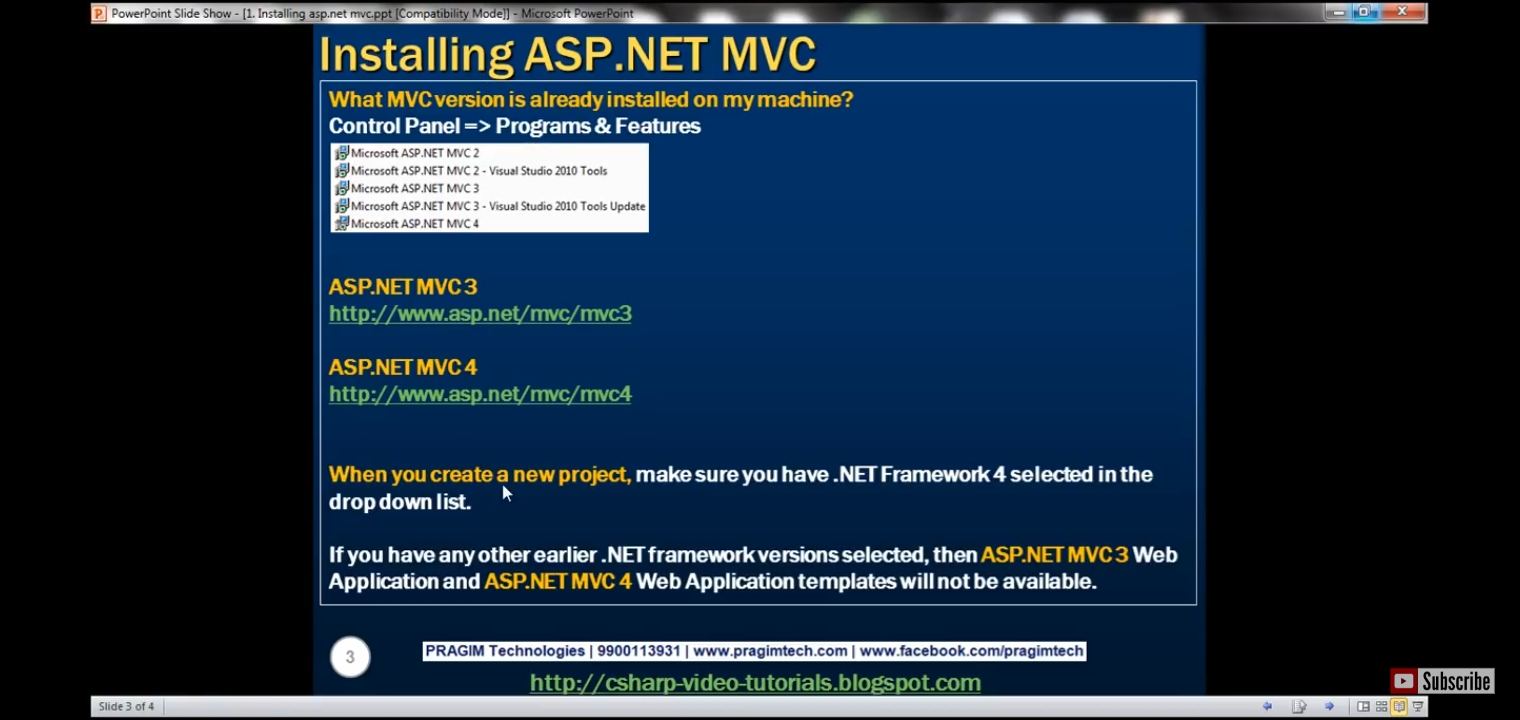 PowerPoint Slide Show - [1. Installing asp.net mvc.ppt [Compatibility Mode]] - Microsoft PowerPoint
Installing ASP.NET MVC
What MVC version is already installed on my machine?
Control Panel => Programs & Features
Microsoft ASP.NET MVC 2
Microsoft ASP.NET MVC 2 - Visual Studio 2010 Tools
Microsoft ASP.NET MVC 3
Microsoft ASP.NET MVC 3 - Visual Studio 2010 Tools Update
Microsoft ASP.NET MVC 4
ASP.NET MVC 3
http://www.asp.net/mvc/mvc3
ASP.NET MVC 4
http://www.asp.net/mvc/mvc4
When you create a new project, make sure you have .NET Framework 4 selected in the
drop down list.
If you have any other earlier .NET framework versions selected, then ASP.NET MVC 3 Web
Application and ASP.NET MVC 4 Web Application templates will not be available.
3
PRAGIM Technologies | 9900113931 | www.pragimtech.com | www.facebook.com/pragimtech
http://csharp-video-tutorials.blogspot.com
Subscribe
Slide 3 of 4